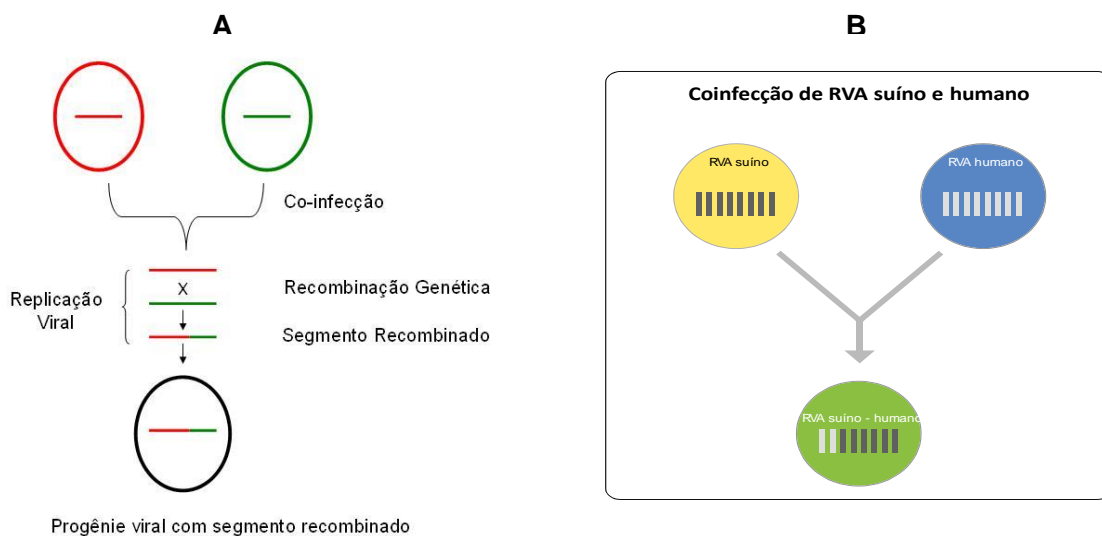 A
Co-infecção
Replicação
Viral
X
Recombinação Genética
Segmento Recombinado
Progênie viral com segmento recombinado
B
Coinfecção de RVA suíno e humano
RVA suíno
RVA humano
RVA suíno - humano